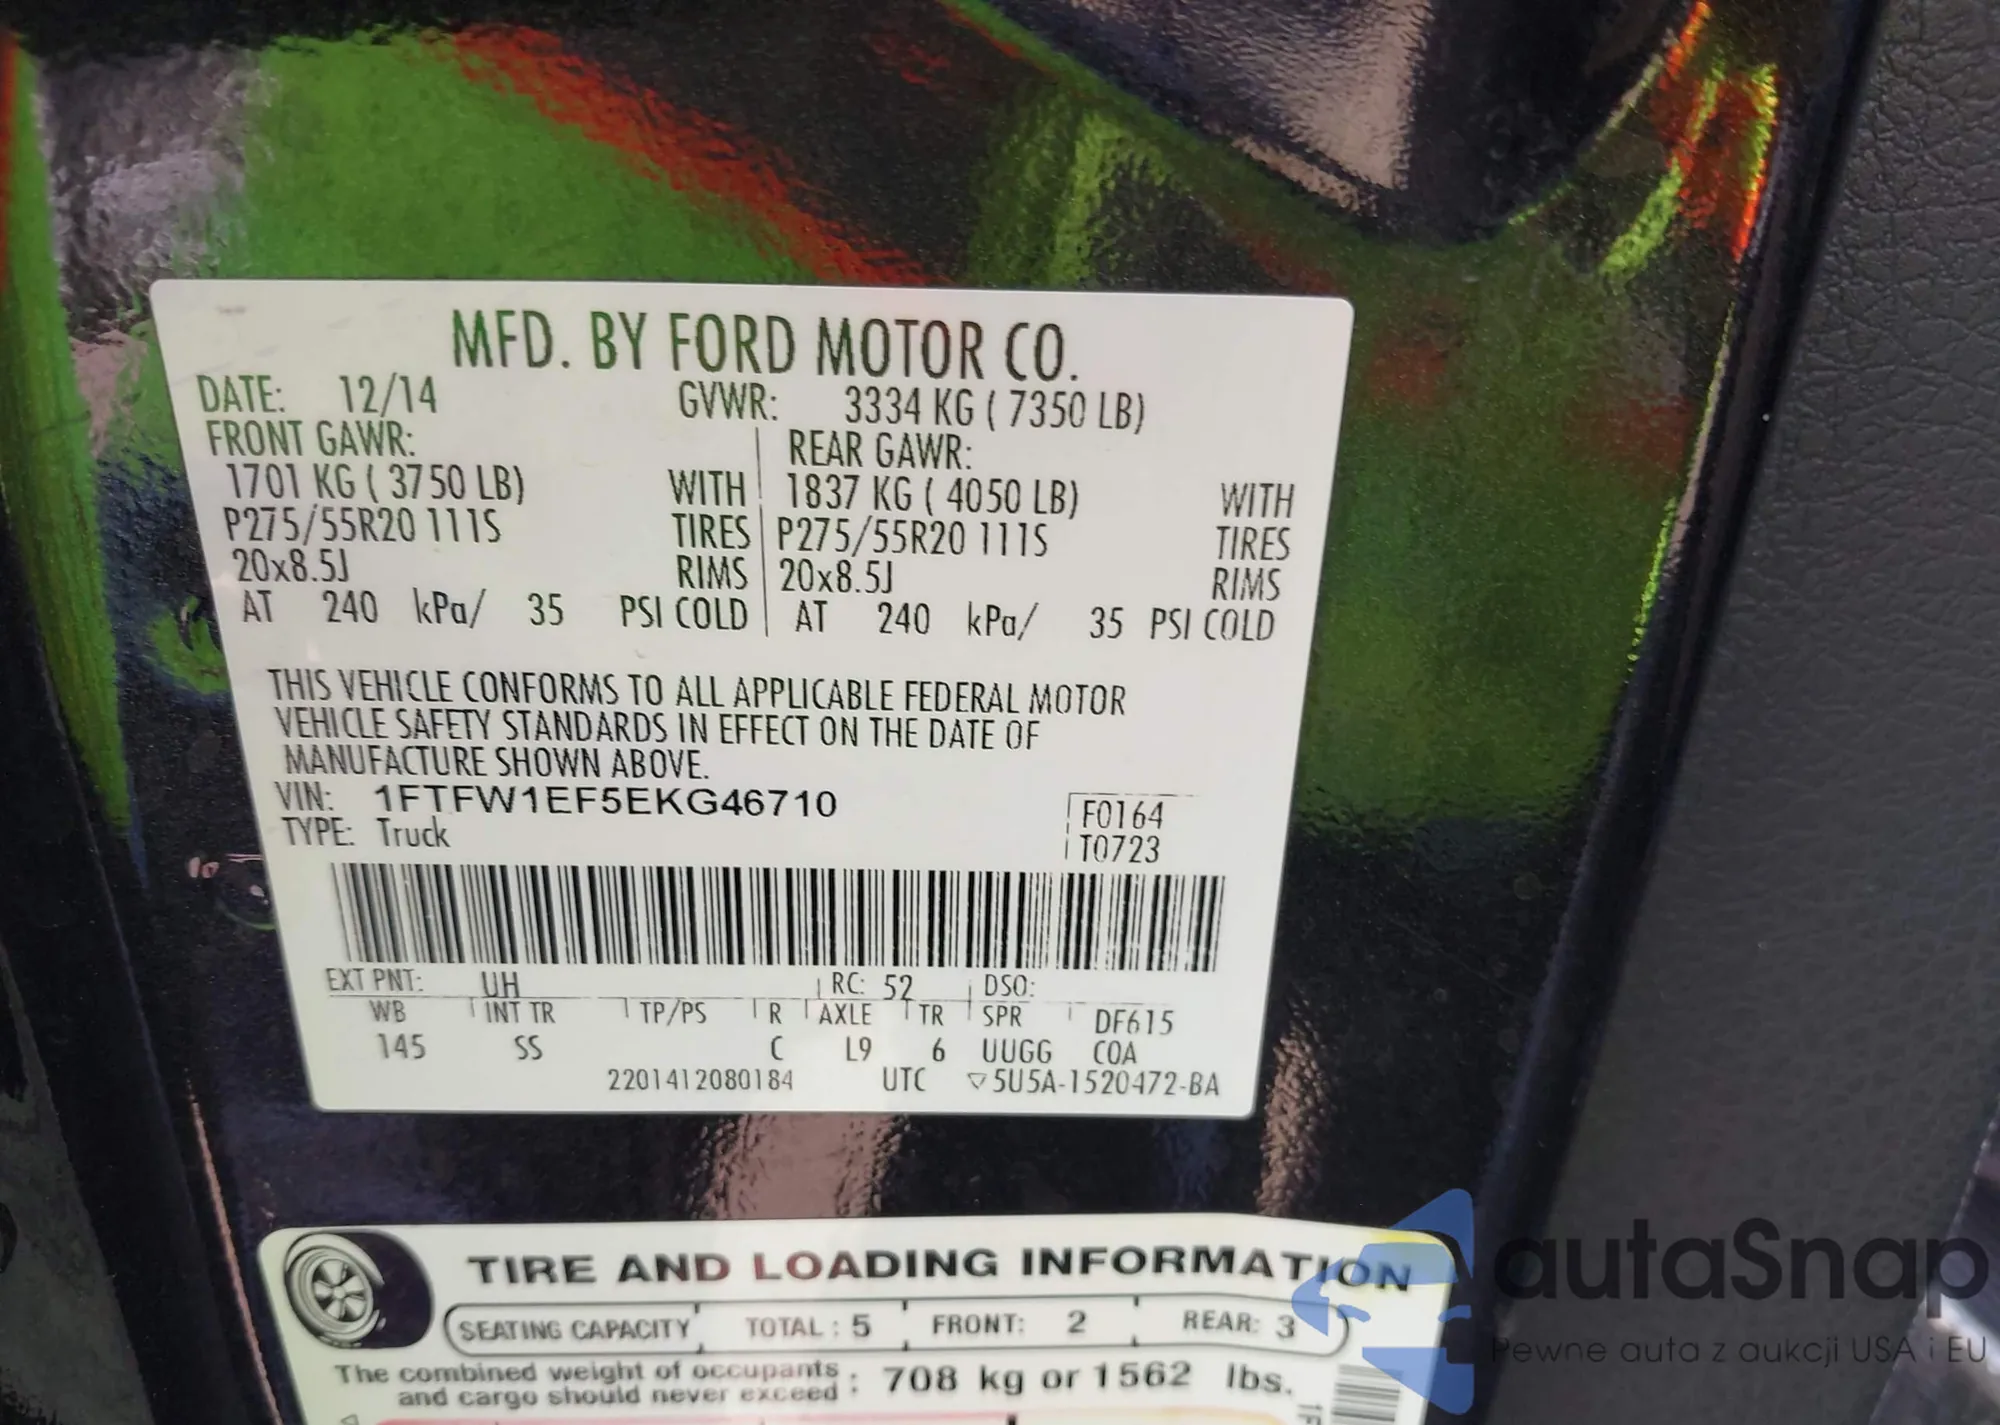 MFD. BY FORD MOTOR CO.
DATE: 12/14 GVWR: 3334 KG ( 7350 LB)
FRONT GAWR: REAR GAWR:
1701 KG ( 3750 LB) WITH 1837 KG ( 4050 LB) WITH
P275/55R20 111S TIRES P275/55R20 111S TIRES
20x8.5J RIMS 20x8.5J RIMS
AT 240 kPa/ 35 PSI COLD AT 240 kPa/ 35 PSI COLD
THIS VEHICLE CONFORMS TO ALL APPLICABLE FEDERAL MOTOR
VEHICLE SAFETY STANDARDS IN EFFECT ON THE DATE OF
MANUFACTURE SHOWN ABOVE.
VIN: 1FTFW1EF5EKG46710 F0164
TYPE: Truck T0723
EXT PNT: UH RC: 52 DSO:
WB INT TR TP/PS R AXLE TR SPR DF615
145 SS C L9 6 UUGG COA
2201412080184 UTC ▽5U5A-1520472-BA
TIRE AND LOADING INFORMATION
SEATING CAPACITY TOTAL : 5 FRONT: 2 REAR: 3
The combined weight of occupants
and cargo should never exceed : 708 kg or 1562 lbs.
autaSnap
Pewne auta z aukcji USA i EU